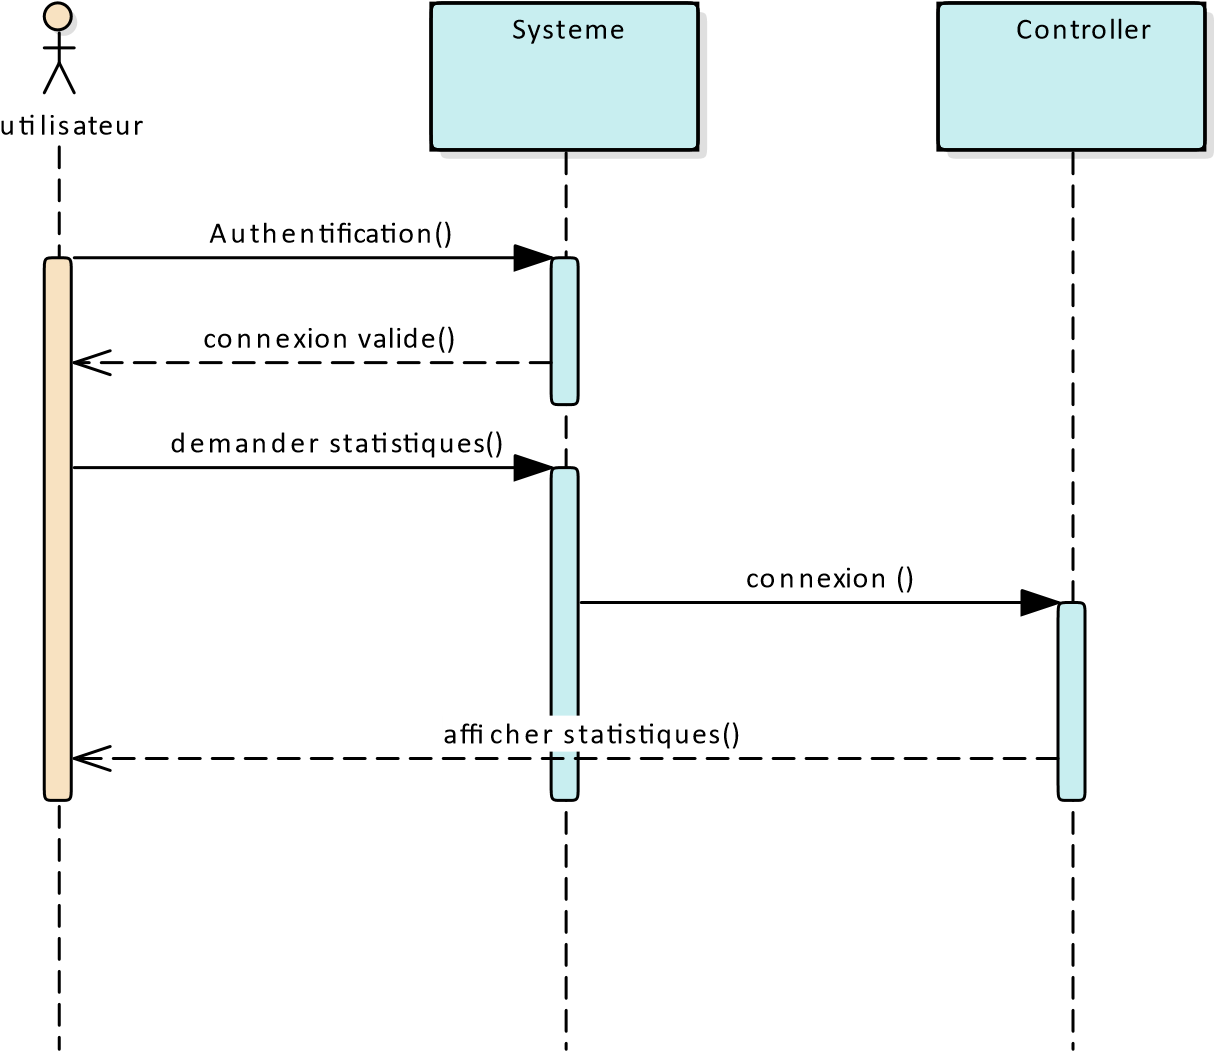 utilisateur
Systeme
Controller
Authentification()
connexion valide()
demander statistiques()
connexion ()
afficher statistiques()